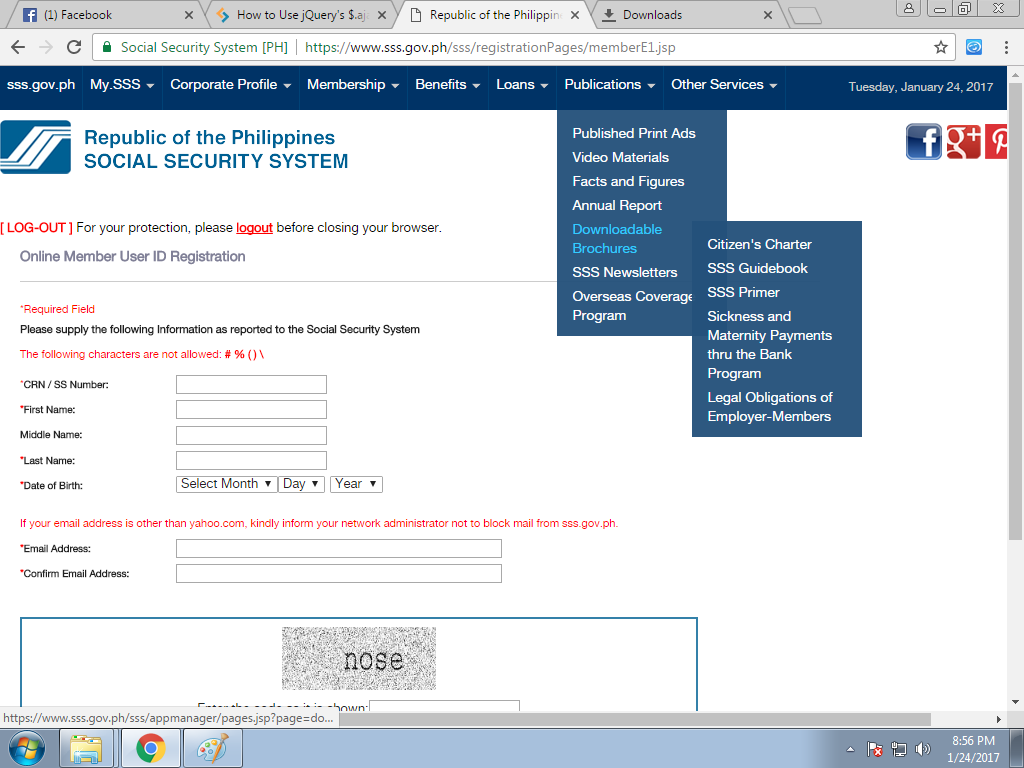 (1) Facebook
How to Use jQuery's $.aj
Republic of the Philippin
Downloads
Social Security System [PH]
https://www.sss.gov.ph/sss/registrationPages/memberE1.jsp
sss.gov.ph
My.SSS
Corporate Profile
Membership
Benefits
Loans
Publications
Other Services
Tuesday, January 24, 2017
Republic of the Philippines
SOCIAL SECURITY SYSTEM
Published Print Ads
Video Materials
Facts and Figures
Annual Report
Downloadable
Brochures
SSS Newsletters
Overseas Coverage
Program
Citizen's Charter
SSS Guidebook
SSS Primer
Sickness and
Maternity Payments
thru the Bank
Program
Legal Obligations of
Employer-Members
[ LOG-OUT ] For your protection, please logout before closing your browser.
Online Member User ID Registration
*Required Field
Please supply the following Information as reported to the Social Security System
The following characters are not allowed: # % ( ) \
*CRN / SS Number:
*First Name:
Middle Name:
*Last Name:
*Date of Birth:
Select Month
Day
Year
If your email address is other than yahoo.com, kindly inform your network administrator not to block mail from sss.gov.ph.
*Email Address:
*Confirm Email Address:
nose
Enter the code as it is shown:
https://www.sss.gov.ph/sss/appmanager/pages.jsp?page=do...
8:56 PM
1/24/2017